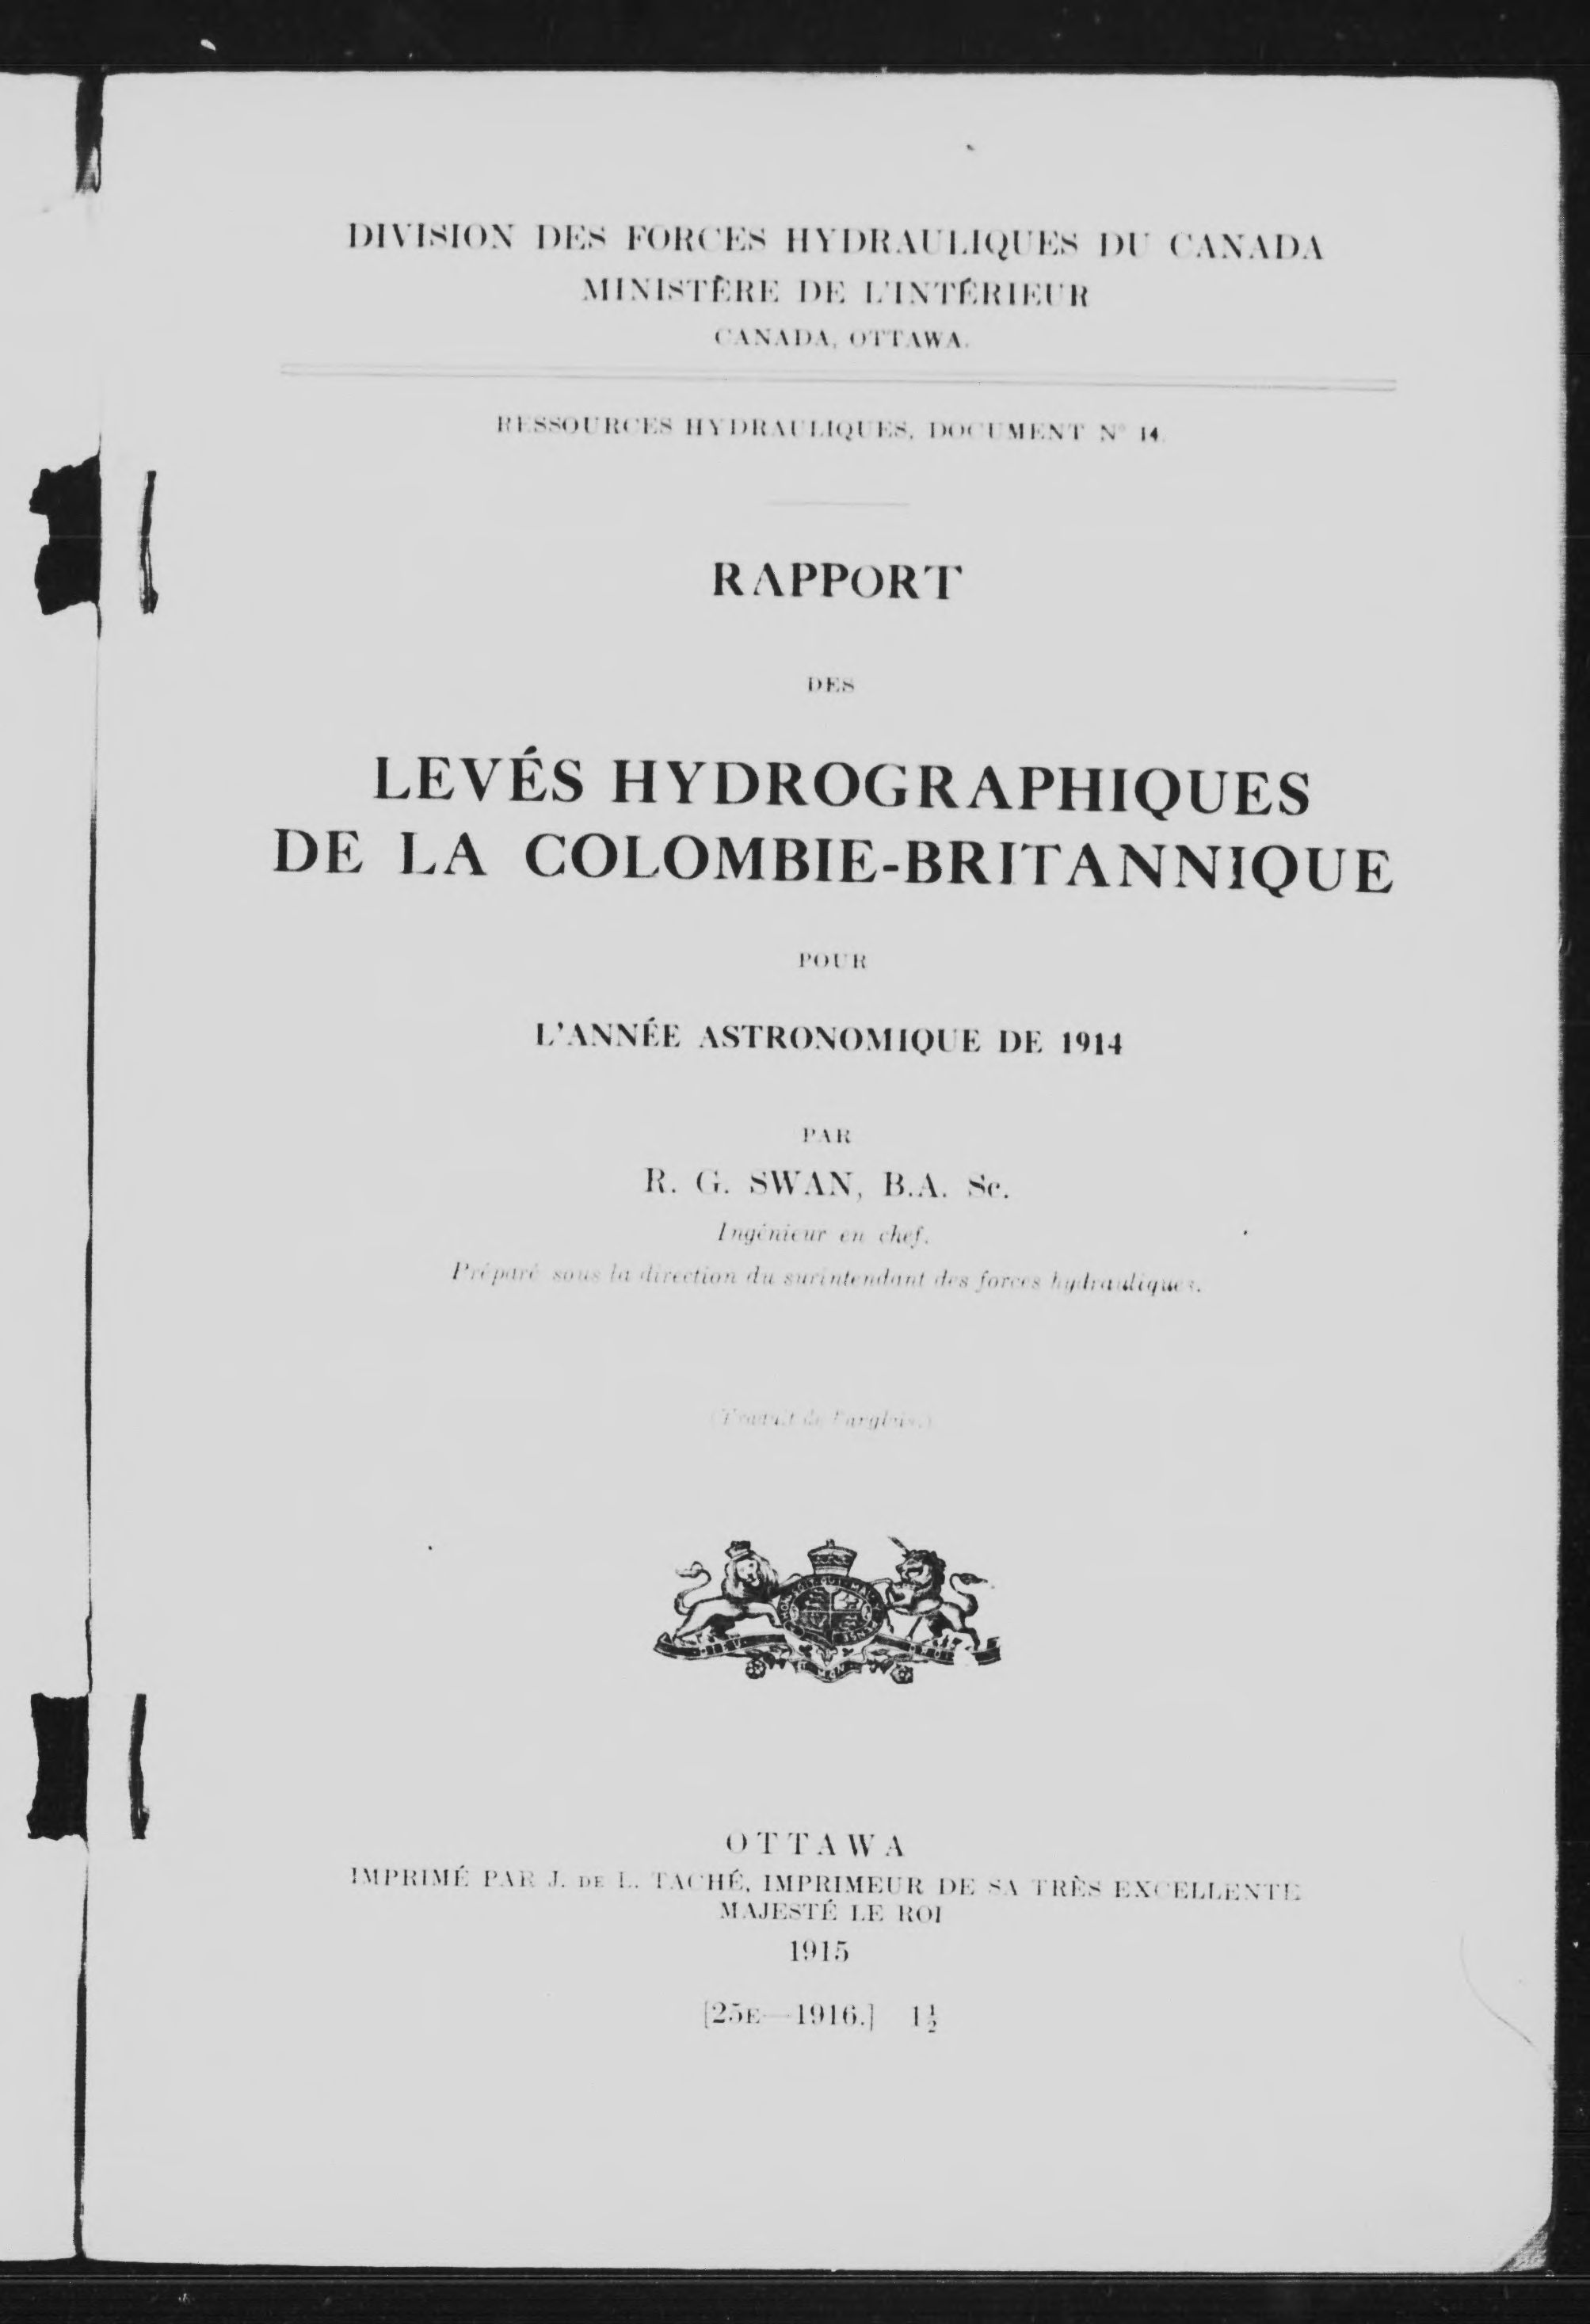 DIVISION DES FORCES HYDRAULIQUES DU CANADA
MINISTÈRE DE L'INTÉRIEUR
CANADA, OTTAWA.
RESSOURCES HYDRAULIQUES, DOCUMENT N° 14.
RAPPORT
DES
LEVÉS HYDROGRAPHIQUES
DE LA COLOMBIE-BRITANNIQUE
POUR
L'ANNÉE ASTRONOMIQUE DE 1914
PAR
R. G. SWAN, B.A. Sc.
Ingénieur en chef.
Préparé sous la direction du surintendant des forces hydrauliques.
(Traduit de l'anglais.)
OTTAWA
IMPRIMÉ PAR J. DE L. TACHÉ, IMPRIMEUR DE SA TRÈS EXCELLENTE
MAJESTÉ LE ROI
1915
[25E—1916.] 1½